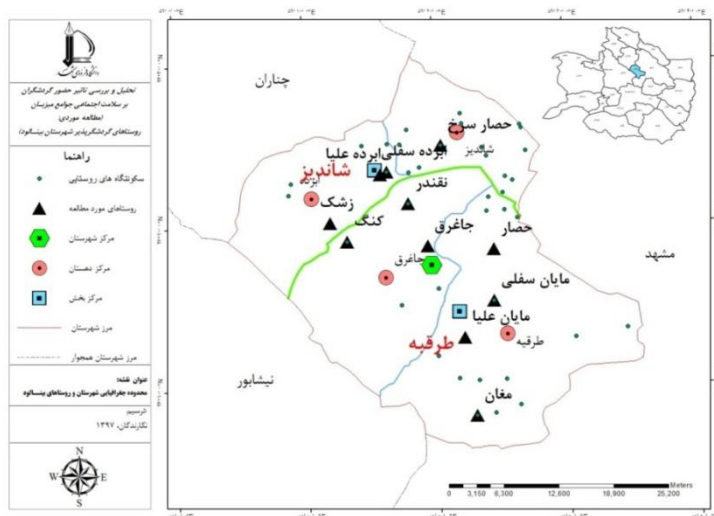 تحلیل و بررسی تاثیر حضور گردشگران
بر سلامت اجتماعی جوامع میزبان
(مطالعه موردی:
روستاهای گردشگرپذیر شهرستان بینسالود)
راهنما
سکونتگاه های روستایی
روستاهای مورد مطالعه
مرکز شهرستان
مرکز دهستان
مرکز بخش
مرز شهرستان
مرز شهرستان همجوار
عنوان نقشه:
محدوده جغرافیایی شهرستان و روستاهای بینسالود
ترسیم
نگارندگان، ۱۳۹۷
N
W E
S
چناران
حصار سرخ
شاندیز
ابرده علیا ابرده سفلی
شاندیز
ابرده
نقندر
زشک
کنگ
جاغرق
حصار
جاغرق
مشهد
مایان سفلی
مایان علیا
طرقبه
طرقبه
نیشابور
مغان
Meters
0 3,150 6,300 12,600 18,900 25,200